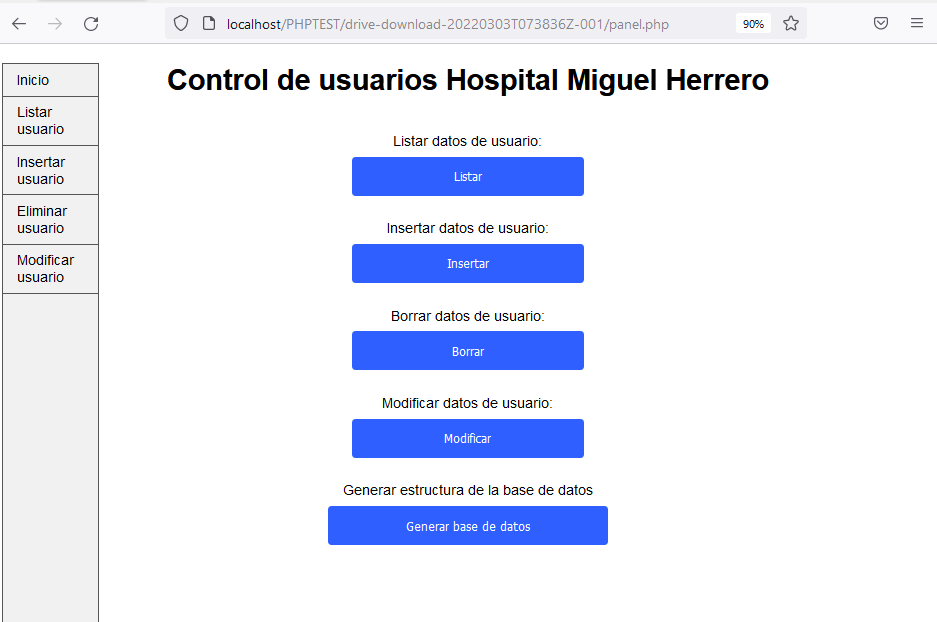 localhost/PHPTEST/drive-download-20220303T073836Z-001/panel.php
90%
Inicio
Listar
usuario
Insertar
usuario
Eliminar
usuario
Modificar
usuario
Control de usuarios Hospital Miguel Herrero
Listar datos de usuario:
Listar
Insertar datos de usuario:
Insertar
Borrar datos de usuario:
Borrar
Modificar datos de usuario:
Modificar
Generar estructura de la base de datos
Generar base de datos